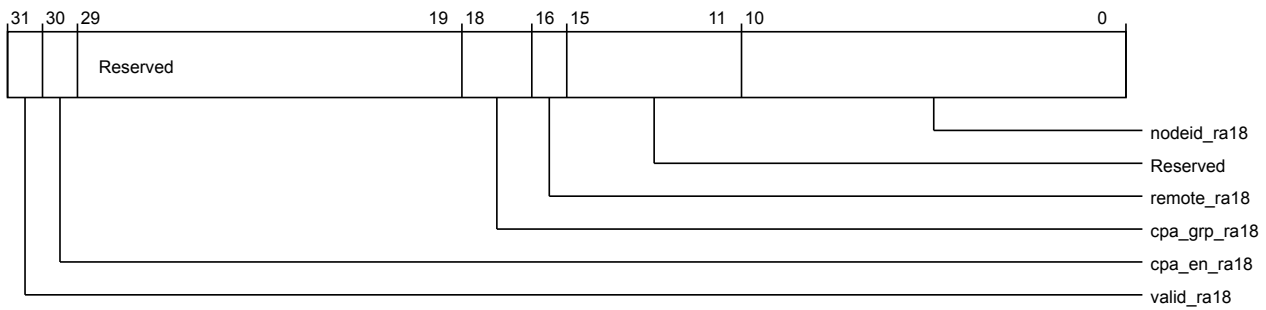 31 30 29 19 18 16 15 11 10 0
Reserved
nodeid_ra18
Reserved
remote_ra18
cpa_grp_ra18
cpa_en_ra18
valid_ra18